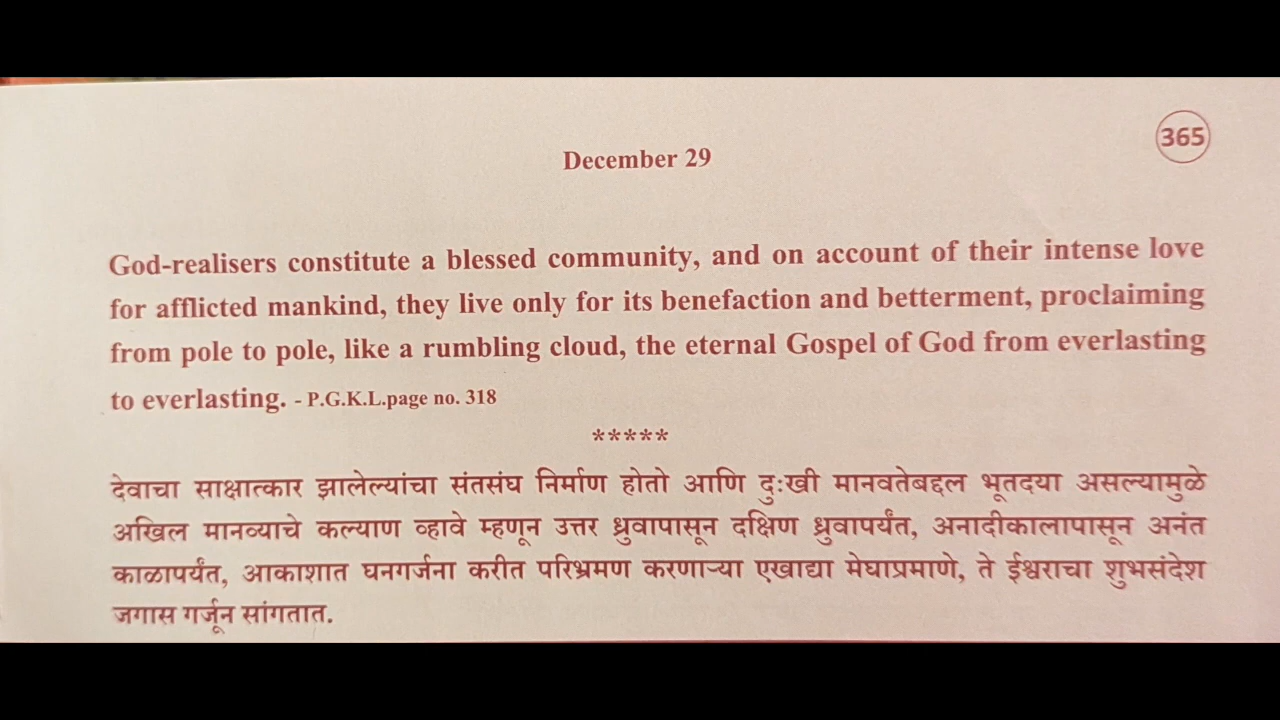 365
December 29
God-realisers constitute a blessed community, and on account of their intense love
for afflicted mankind, they live only for its benefaction and betterment, proclaiming
from pole to pole, like a rumbling cloud, the eternal Gospel of God from everlasting
to everlasting. - P.G.K.L.page no. 318
*****
देवाचा साक्षात्कार झालेल्यांचा संतसंघ निर्माण होतो आणि दुःखी मानवतेबद्दल भूतदया असल्यामुळे
अखिल मानव्याचे कल्याण व्हावे म्हणून उत्तर ध्रुवापासून दक्षिण ध्रुवापर्यंत, अनादीकालापासून अनंत
काळापर्यंत, आकाशात घनगर्जना करीत परिभ्रमण करणाऱ्या एखाद्या मेघाप्रमाणे, ते ईश्वराचा शुभसंदेश
जगास गर्जून सांगतात.